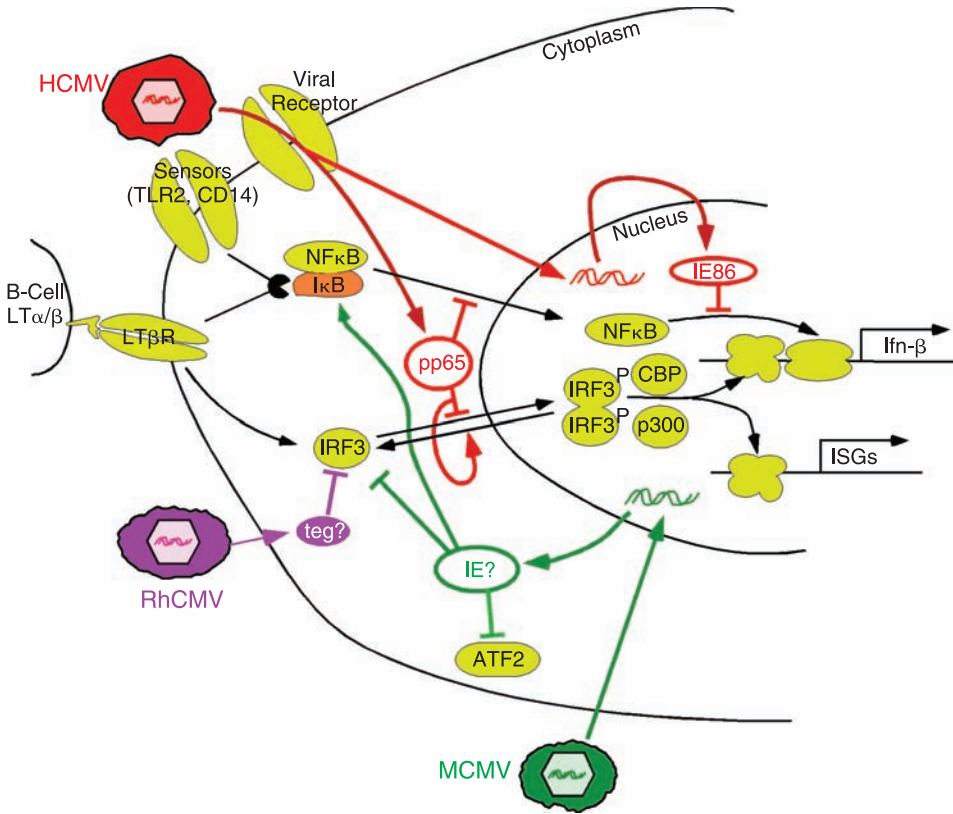 Cytoplasm
HCMV
Viral
Receptor
Sensors
(TLR2, CD14)
Nucleus
NFκB
IκB
IE86
B-Cell
LTα/β
LTβR
NFκB
Ifn-β
pp65
IRF3
P
CBP
IRF3
P
p300
IRF3
ISGs
teg?
IE?
RhCMV
ATF2
MCMV